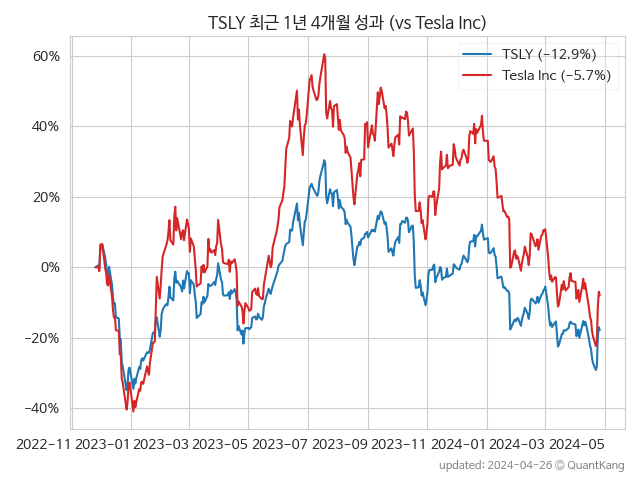 TSLY 최근 1년 4개월 성과 (vs Tesla Inc)
TSLY (−12.9%)
Tesla Inc (−5.7%)
60%
40%
20%
0%
−20%
−40%
2022−11 2023−01 2023−03 2023−05 2023−07 2023−09 2023−11 2024−01 2024−03 2024−05
updated: 2024−04−26 © QuantKang